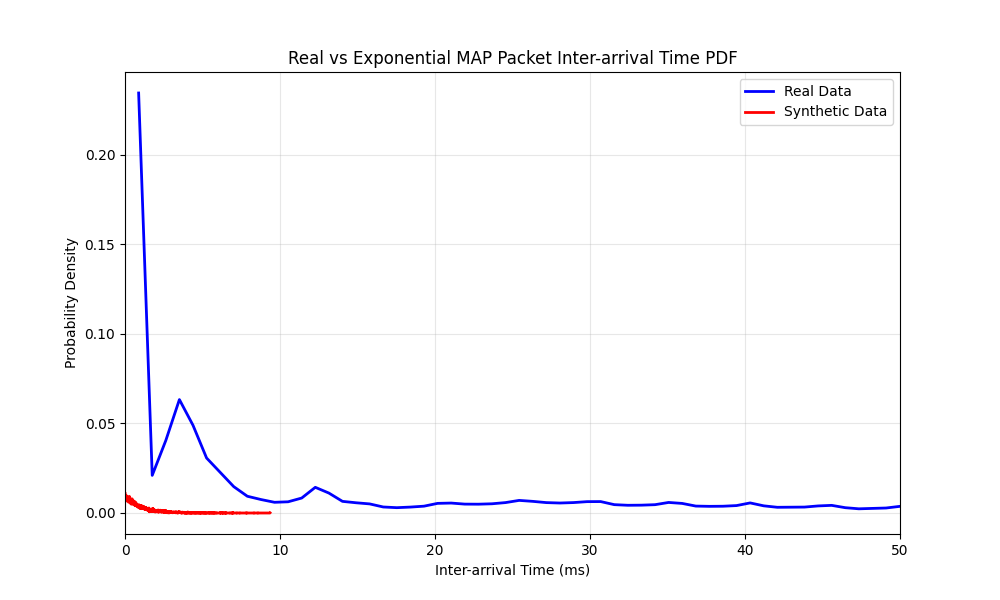 Real vs Exponential MAP Packet Inter-arrival Time PDF
Real Data
Synthetic Data
Probability Density
0.20
0.15
0.10
0.05
0.00
0 10 20 30 40 50
Inter-arrival Time (ms)